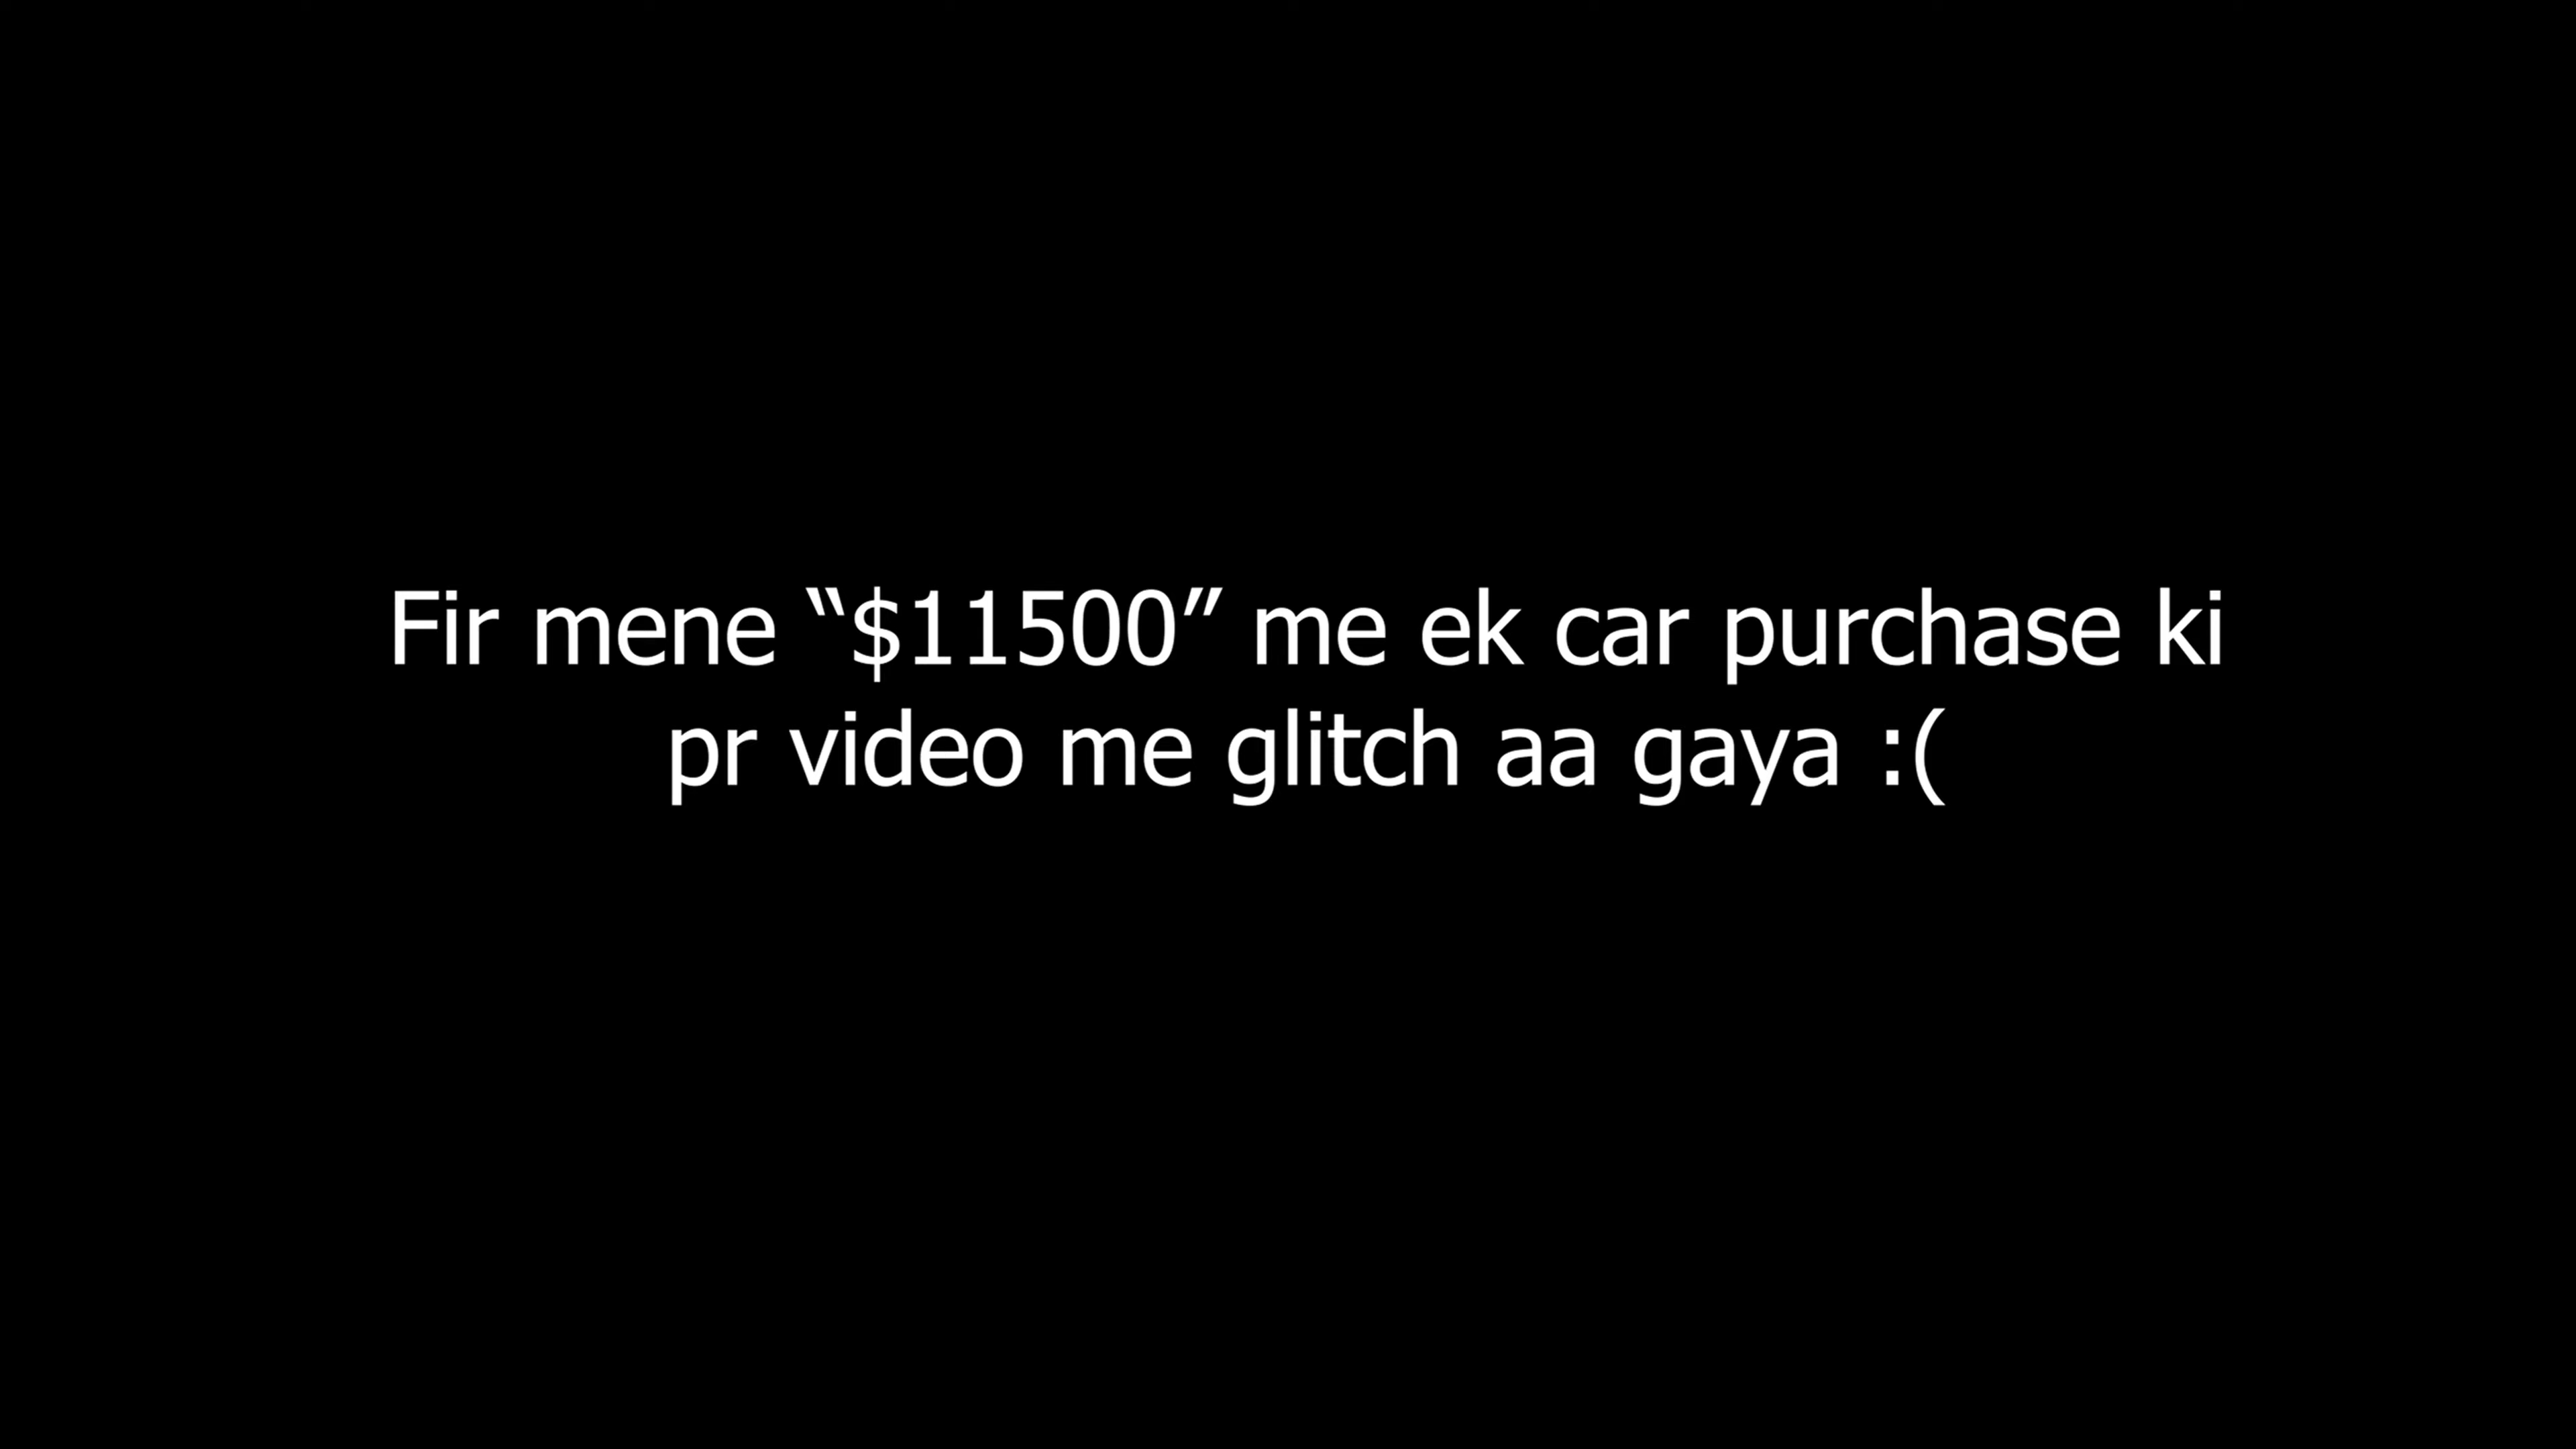 Fir mene “$11500” me ek car purchase ki
pr video me glitch aa gaya :(